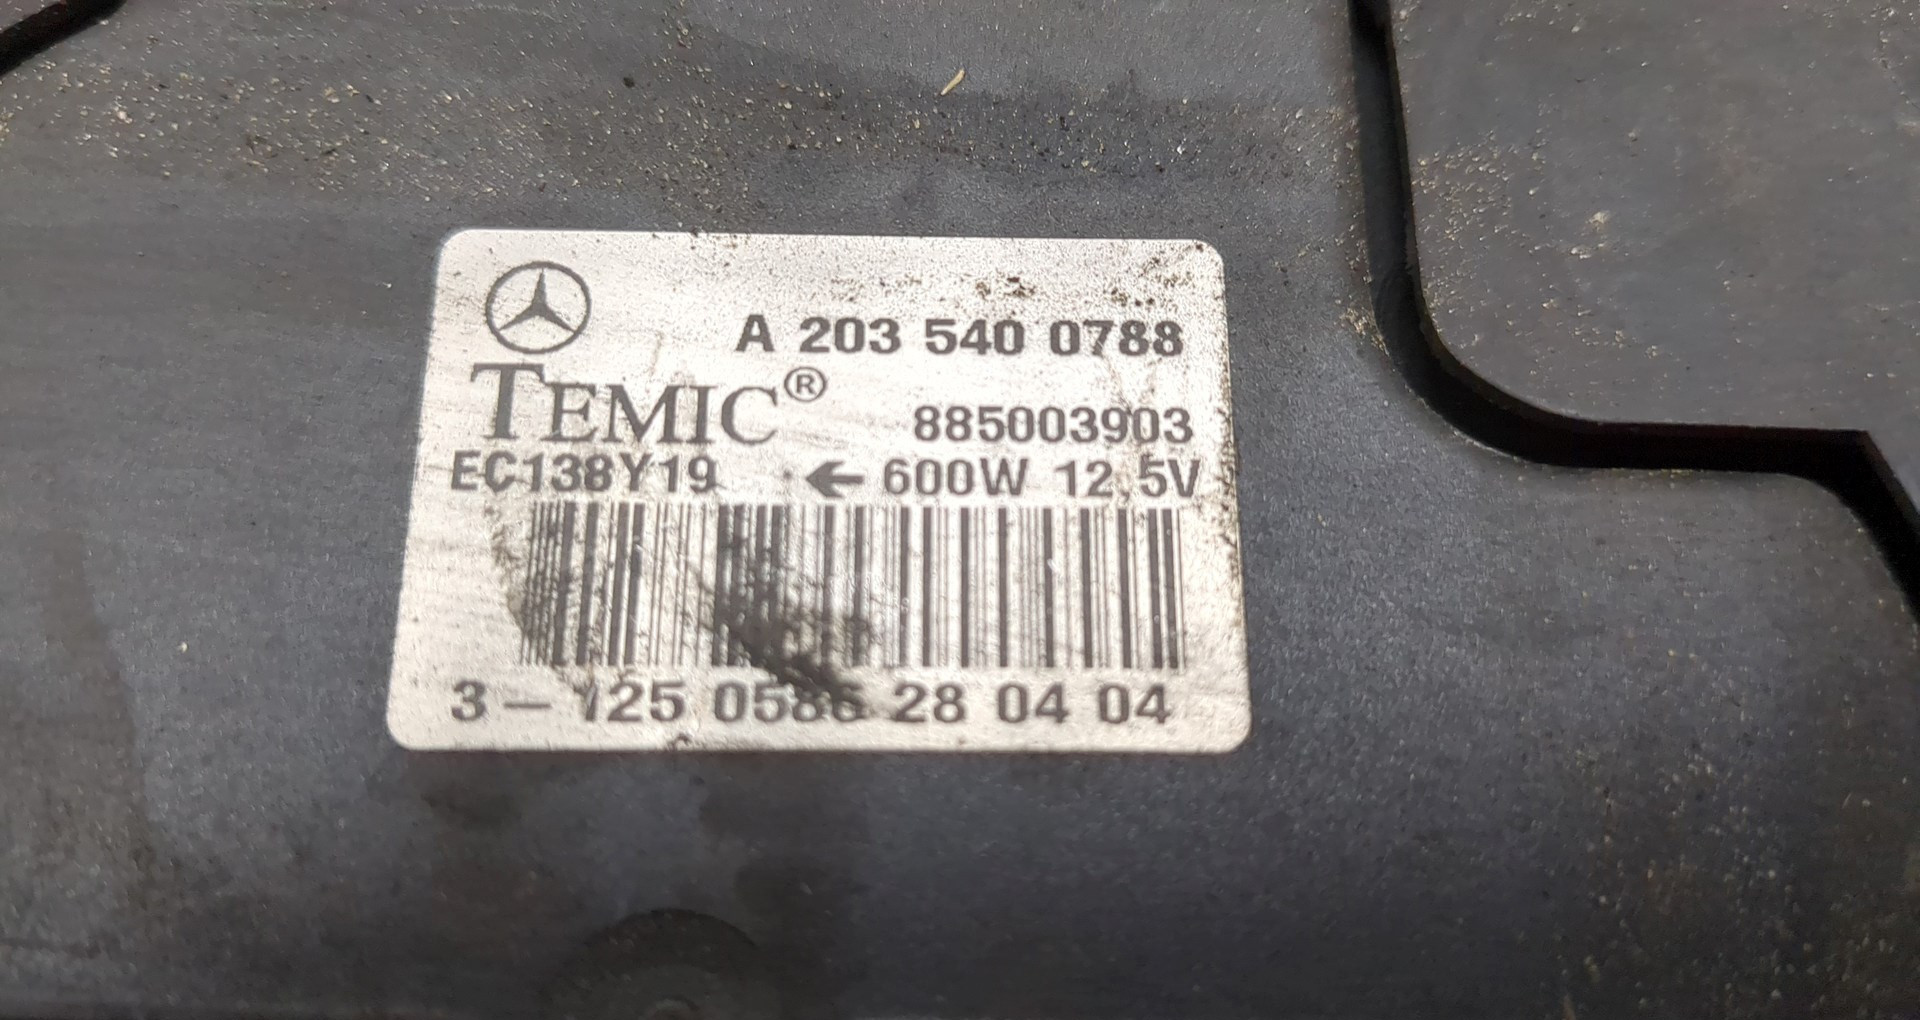 A 203 540 0788
TEMIC®
885003903
EC138Y19 ← 600W 12,5V
3 – 125 0586 28 04 04